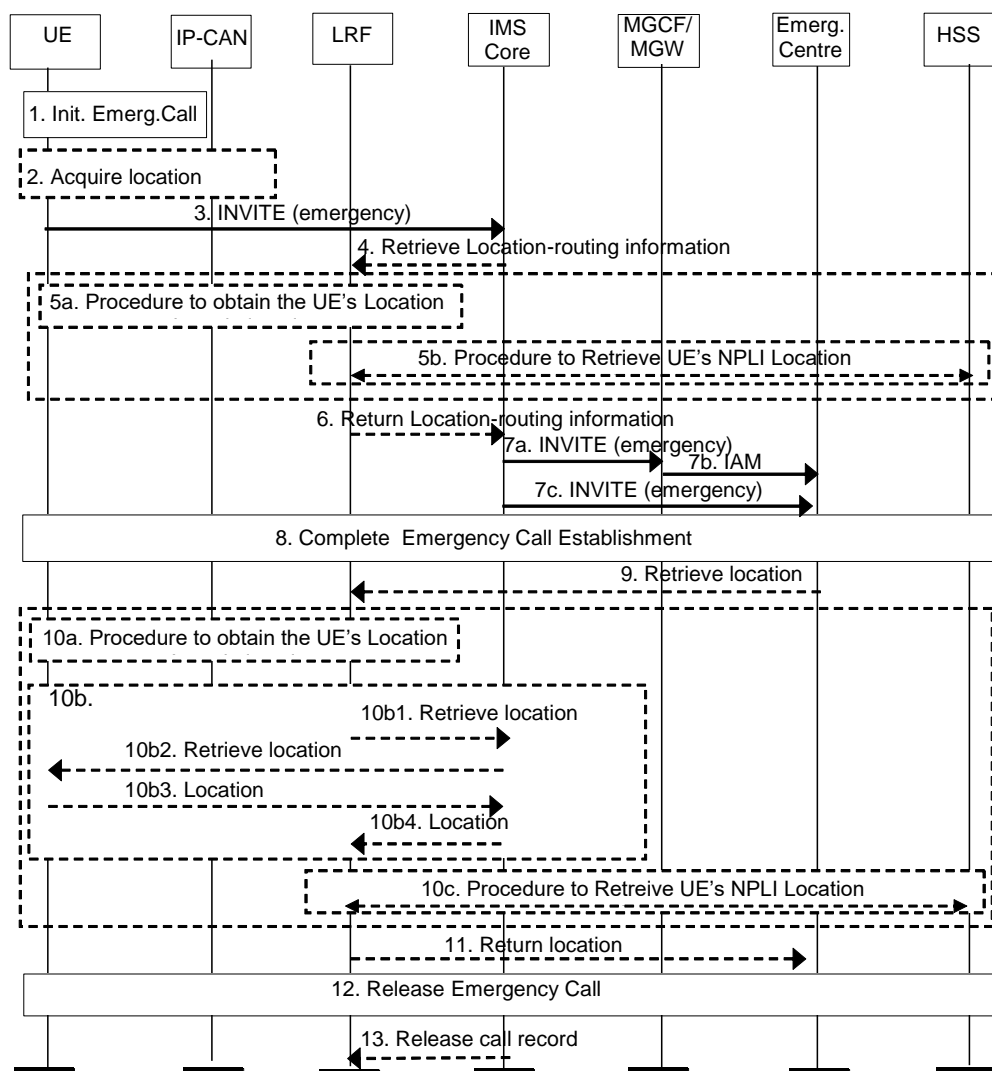 UE
IP-CAN
LRF
IMS
Core
MGCF/
MGW
Emerg.
Centre
HSS
1. Init. Emerg.Call
2. Acquire location
3. INVITE (emergency)
4. Retrieve Location-routing information
5a. Procedure to obtain the UE's Location
5b. Procedure to Retrieve UE's NPLI Location
6. Return Location-routing information
7a. INVITE (emergency)
7b. IAM
7c. INVITE (emergency)
8. Complete Emergency Call Establishment
9. Retrieve location
10a. Procedure to obtain the UE's Location
10b.
10b1. Retrieve location
10b2. Retrieve location
10b3. Location
10b4. Location
10c. Procedure to Retreive UE's NPLI Location
11. Return location
12. Release Emergency Call
13. Release call record